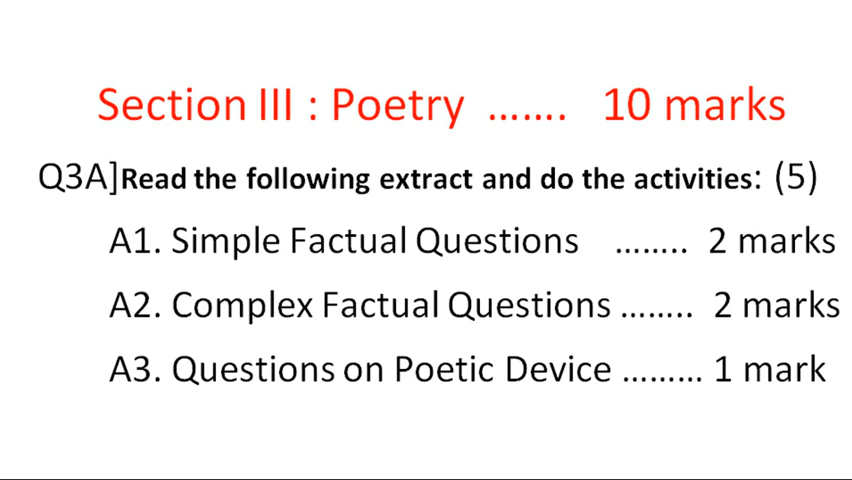 Section III : Poetry ....... 10 marks
Q3A]Read the following extract and do the activities: (5)
A1. Simple Factual Questions ........ 2 marks
A2. Complex Factual Questions ........ 2 marks
A3. Questions on Poetic Device ......... 1 mark